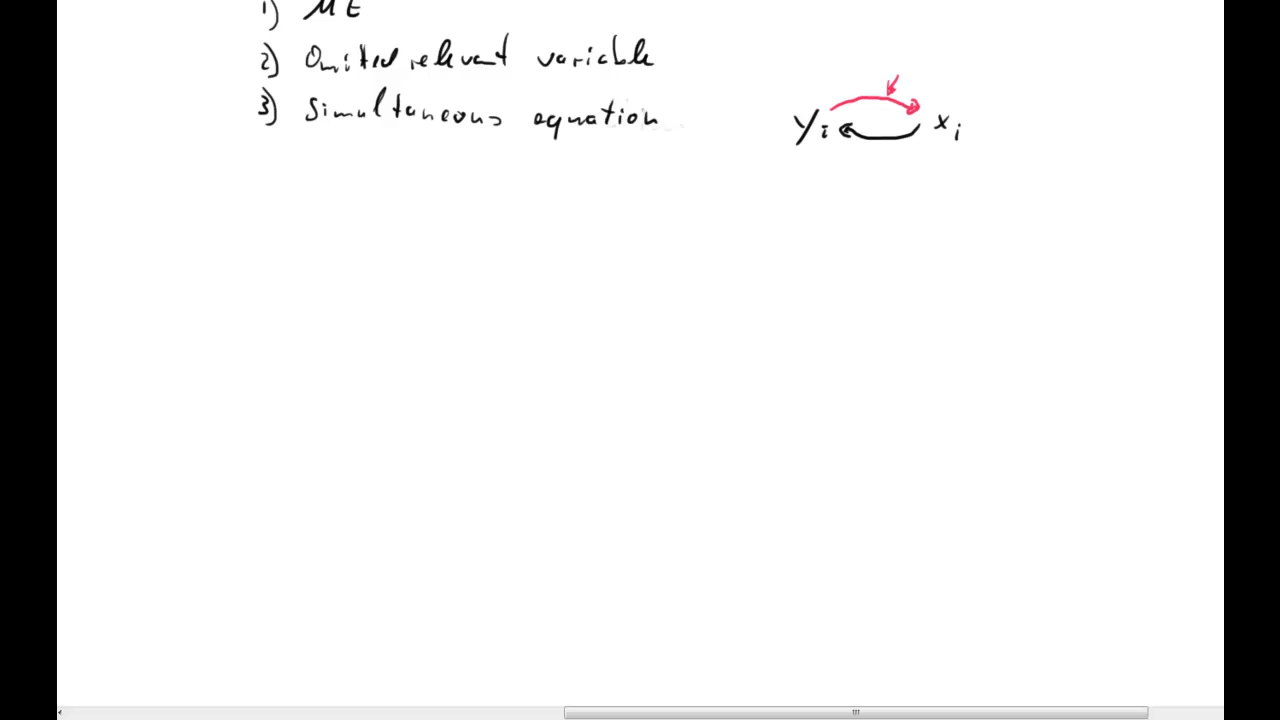 1) ME
2) Omitted relevant variable
3) Simultaneous equation
yi xi